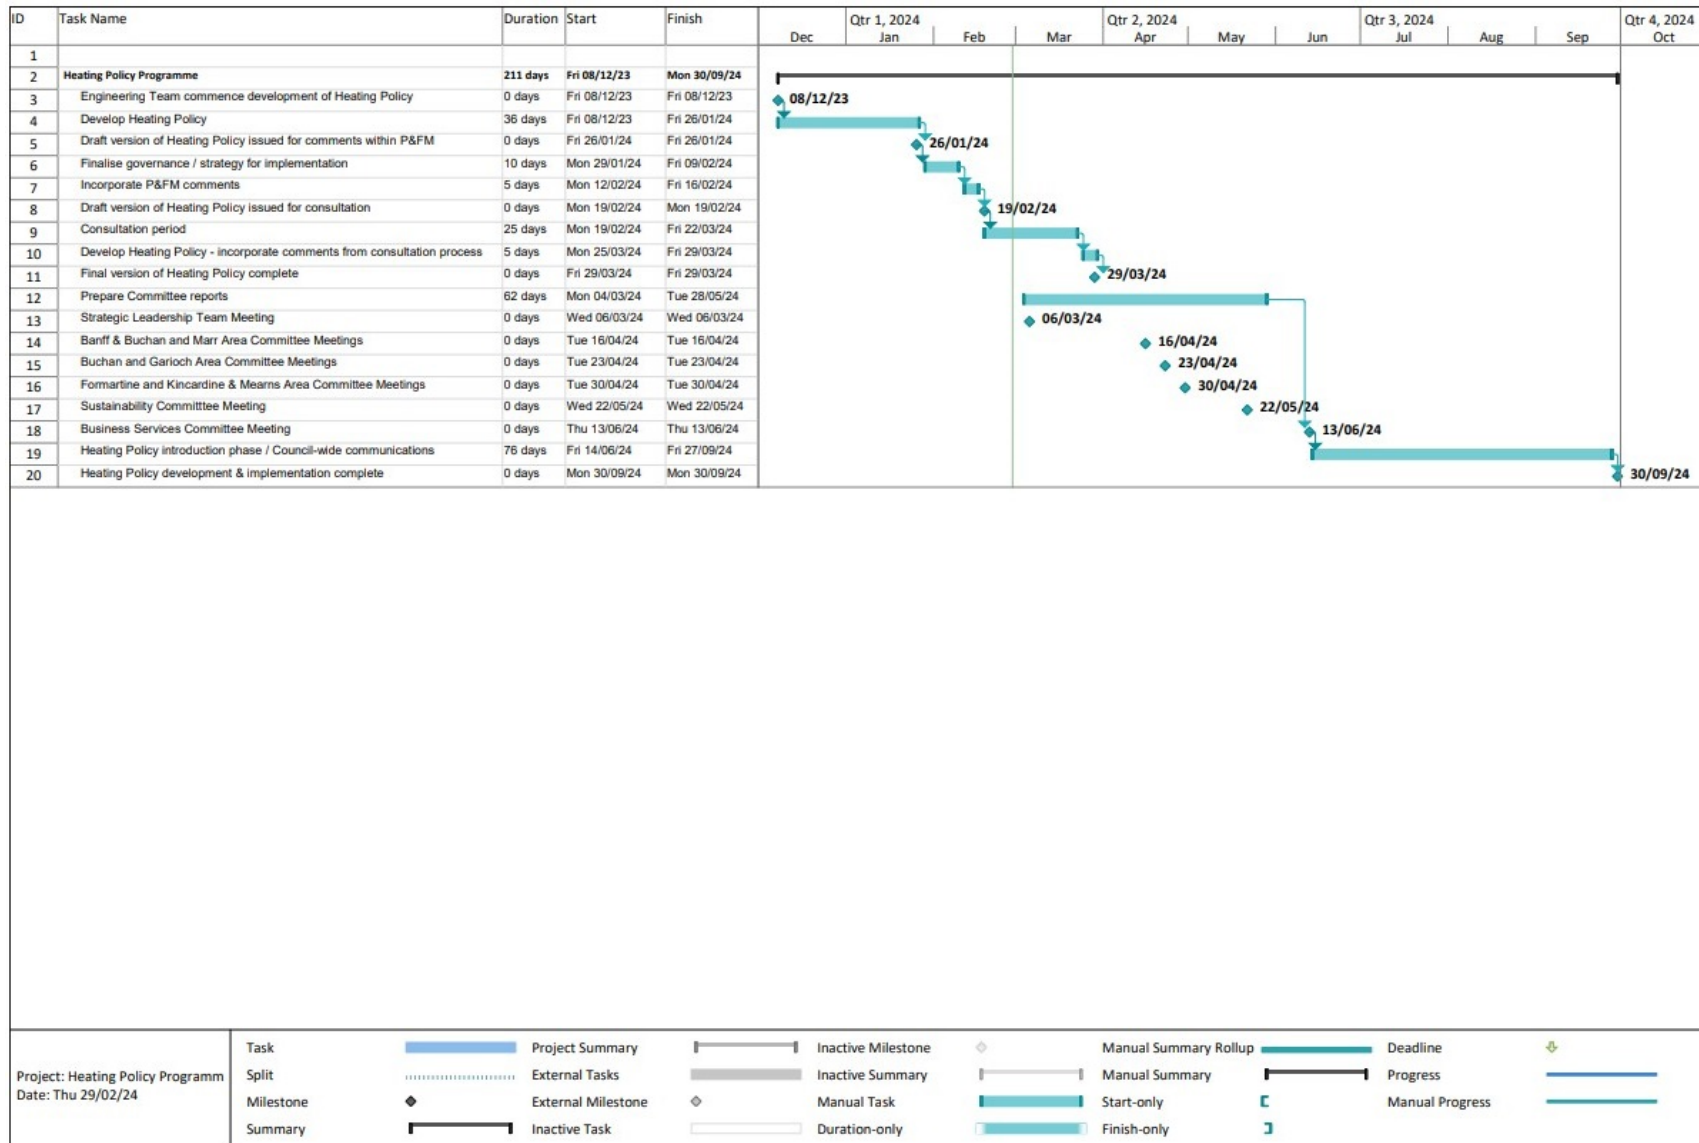 ID Task Name Duration Start Finish Qtr 1, 2024 Qtr 2, 2024 Qtr 3, 2024 Qtr 4, 2024
Dec Jan Feb Mar Apr May Jun Jul Aug Sep Oct
1
2 Heating Policy Programme 211 days Fri 08/12/23 Mon 30/09/24
3 Engineering Team commence development of Heating Policy 0 days Fri 08/12/23 Fri 08/12/23 08/12/23
4 Develop Heating Policy 36 days Fri 08/12/23 Fri 26/01/24
5 Draft version of Heating Policy issued for comments within P&FM 0 days Fri 26/01/24 Fri 26/01/24 26/01/24
6 Finalise governance / strategy for implementation 10 days Mon 29/01/24 Fri 09/02/24
7 Incorporate P&FM comments 5 days Mon 12/02/24 Fri 16/02/24
8 Draft version of Heating Policy issued for consultation 0 days Mon 19/02/24 Mon 19/02/24 19/02/24
9 Consultation period 25 days Mon 19/02/24 Fri 22/03/24
10 Develop Heating Policy - incorporate comments from consultation process 5 days Mon 25/03/24 Fri 29/03/24
11 Final version of Heating Policy complete 0 days Fri 29/03/24 Fri 29/03/24 29/03/24
12 Prepare Committee reports 62 days Mon 04/03/24 Tue 28/05/24
13 Strategic Leadership Team Meeting 0 days Wed 06/03/24 Wed 06/03/24 06/03/24
14 Banff & Buchan and Marr Area Committee Meetings 0 days Tue 16/04/24 Tue 16/04/24 16/04/24
15 Buchan and Garioch Area Committee Meetings 0 days Tue 23/04/24 Tue 23/04/24 23/04/24
16 Formartine and Kincardine & Mearns Area Committee Meetings 0 days Tue 30/04/24 Tue 30/04/24 30/04/24
17 Sustainability Committtee Meeting 0 days Wed 22/05/24 Wed 22/05/24 22/05/24
18 Business Services Committee Meeting 0 days Thu 13/06/24 Thu 13/06/24 13/06/24
19 Heating Policy introduction phase / Council-wide communications 76 days Fri 14/06/24 Fri 27/09/24
20 Heating Policy development & implementation complete 0 days Mon 30/09/24 Mon 30/09/24 30/09/24
Project: Heating Policy Programm
Date: Thu 29/02/24
Task Project Summary Inactive Milestone Manual Summary Rollup Deadline
Split External Tasks Inactive Summary Manual Summary Progress
Milestone External Milestone Manual Task Start-only Manual Progress
Summary Inactive Task Duration-only Finish-only